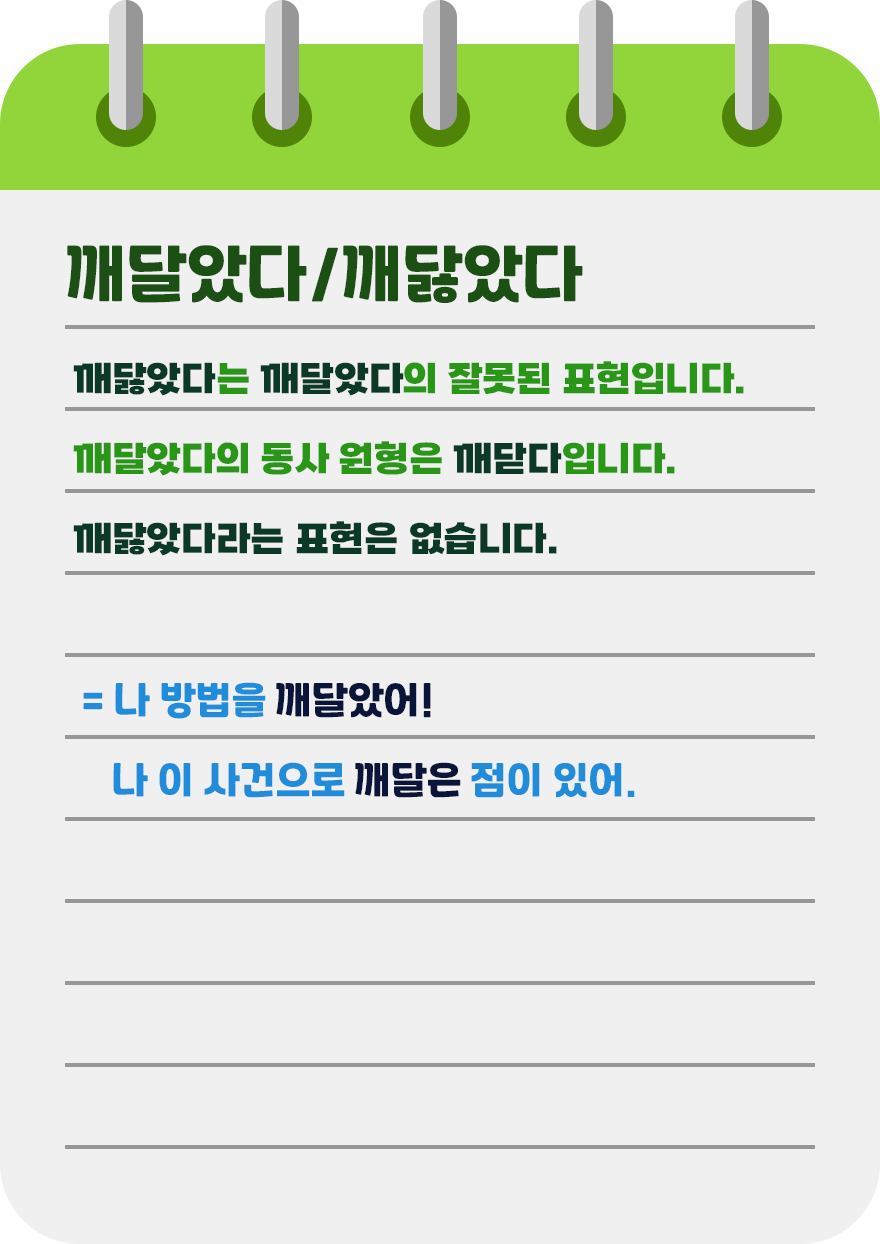 깨달았다/깨닳았다
깨닳았다는 깨달았다의 잘못된 표현입니다.
깨달았다의 동사 원형은 깨닫다입니다.
깨닳았다라는 표현은 없습니다.
= 나 방법을 깨달았어!
나 이 사건으로 깨달은 점이 있어.